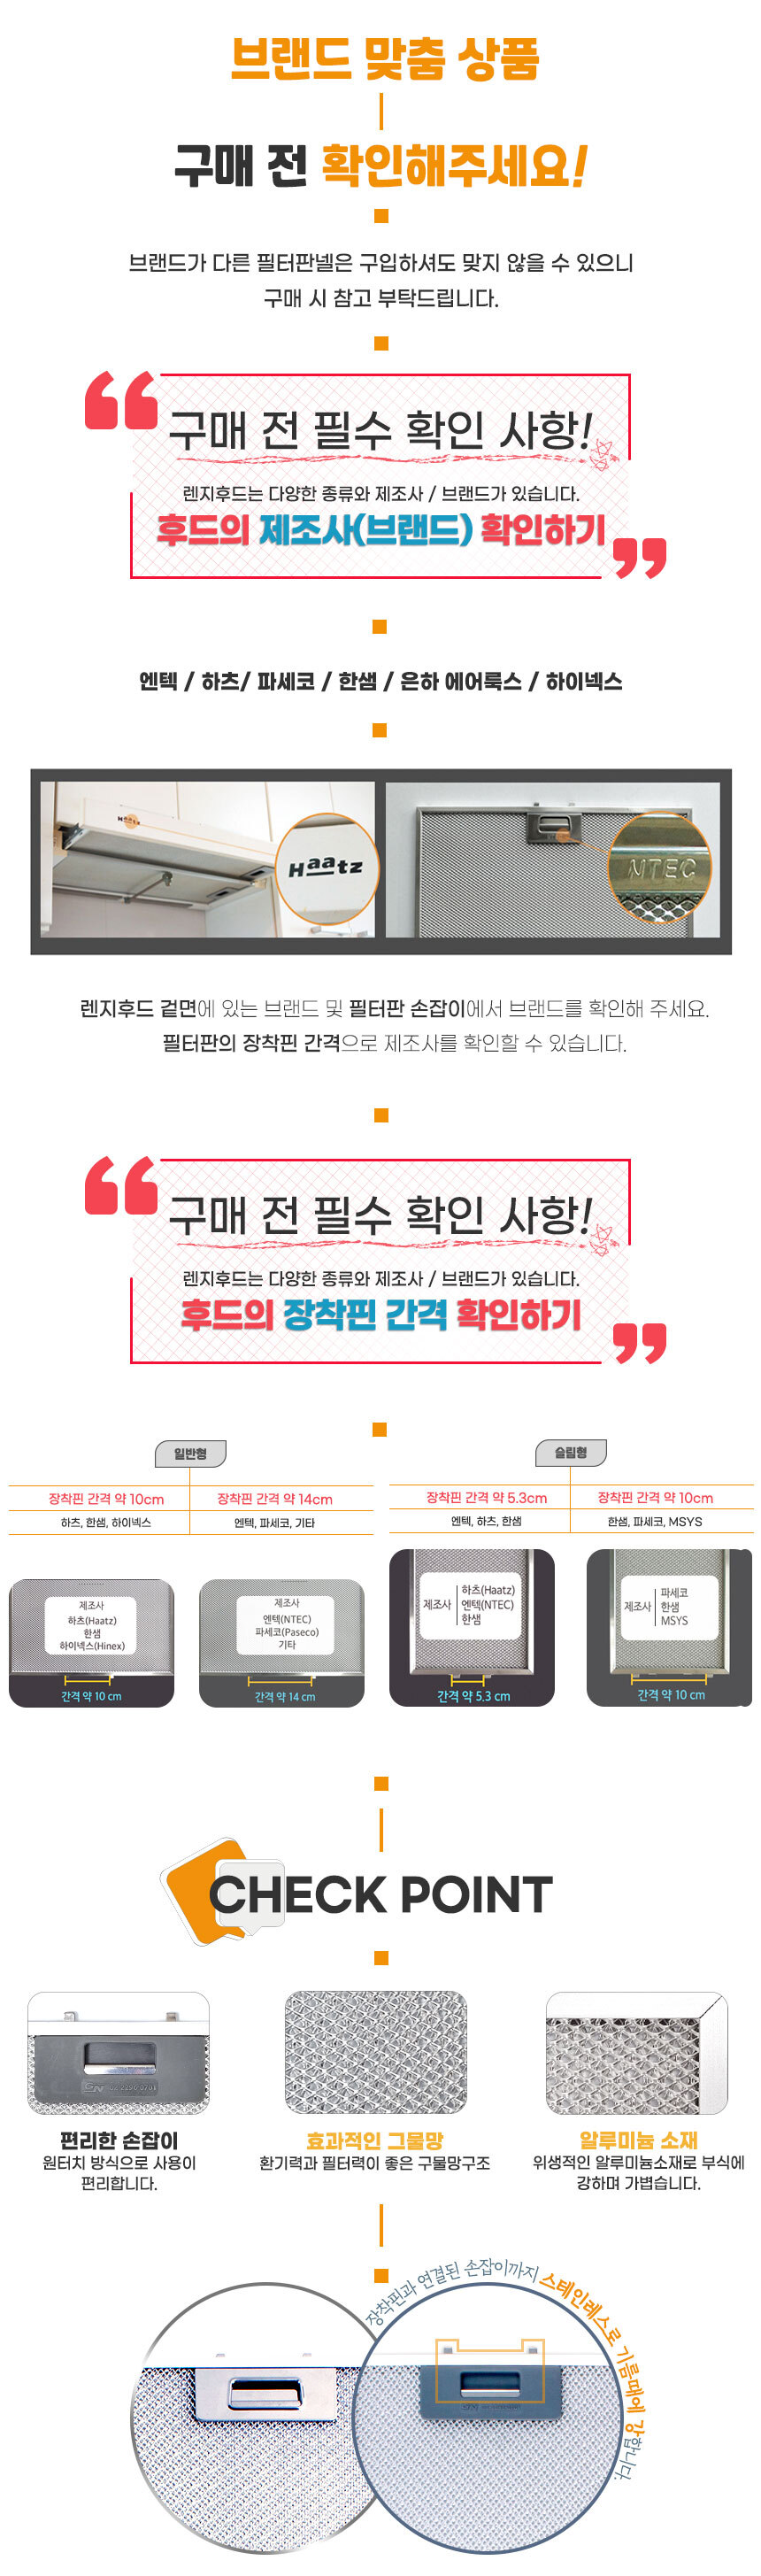 브랜드 맞춤 상품
구매 전 확인해주세요!
브랜드가 다른 필터판넬은 구입하셔도 맞지 않을 수 있으니
구매 시 참고 부탁드립니다.
구매 전 필수 확인 사항!
렌지후드는 다양한 종류와 제조사 / 브랜드가 있습니다.
후드의 제조사(브랜드) 확인하기
엔텍 / 하츠/ 파세코 / 한샘 / 은하 에어룩스 / 하이넥스
Haatz
Haatz
NTEC
렌지후드 겉면에 있는 브랜드 및 필터판 손잡이에서 브랜드를 확인해 주세요.
필터판의 장착핀 간격으로 제조사를 확인할 수 있습니다.
구매 전 필수 확인 사항!
렌지후드는 다양한 종류와 제조사 / 브랜드가 있습니다.
후드의 장착핀 간격 확인하기
일반형
장착핀 간격 약 10cm
장착핀 간격 약 14cm
하츠, 한샘, 하이넥스
엔텍, 파세코, 기타
제조사
하츠(Haatz)
한샘
하이넥스(Hinex)
간격 약 10 cm
제조사
엔텍(NTEC)
파세코(Paseco)
기타
간격 약 14 cm
슬림형
장착핀 간격 약 5.3cm
장착핀 간격 약 10cm
엔텍, 하츠, 한샘
한샘, 파세코, MSYS
제조사
하츠(Haatz)
엔텍(NTEC)
한샘
간격 약 5.3 cm
제조사
파세코
한샘
MSYS
간격 약 10 cm
CHECK POINT
편리한 손잡이
원터치 방식으로 사용이
편리합니다.
효과적인 그물망
환기력과 필터력이 좋은 구물망구조
알루미늄 소재
위생적인 알루미늄소재로 부식에
강하며 가볍습니다.
장착핀과 연결된 손잡이까지 스테인레스로 기름때에 강합니다.